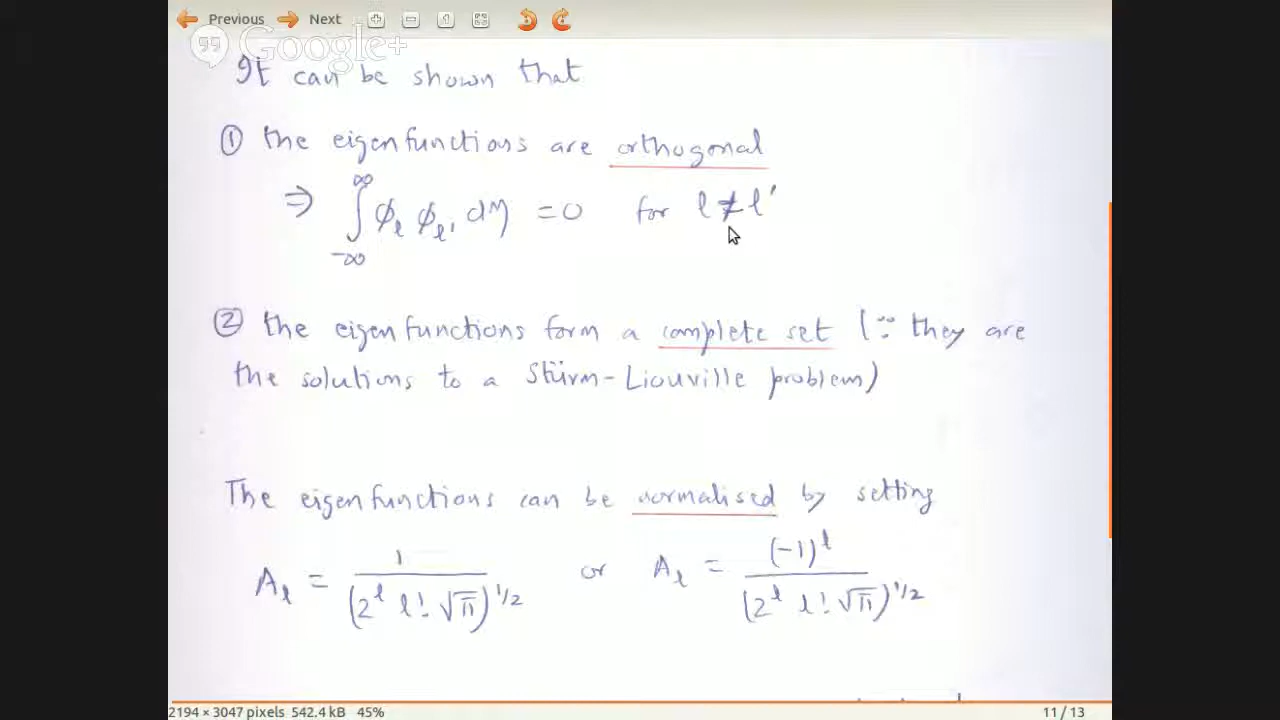 Previous Next
Google+
It can be shown that
① the eigenfunctions are orthogonal
⇒ ∫_{-∞}^{∞} ϕ_l ϕ_{l'} dη = 0 for l ≠ l'
② the eigenfunctions form a complete set (∵ they are
the solutions to a Stürm-Liouville problem)
The eigenfunctions can be normalised by setting
A_l = 1/(2^l l! √π)^{1/2} or A_l = (-1)^l/(2^l l! √π)^{1/2}
2194 × 3047 pixels 542.4 kB 45% 11 / 13